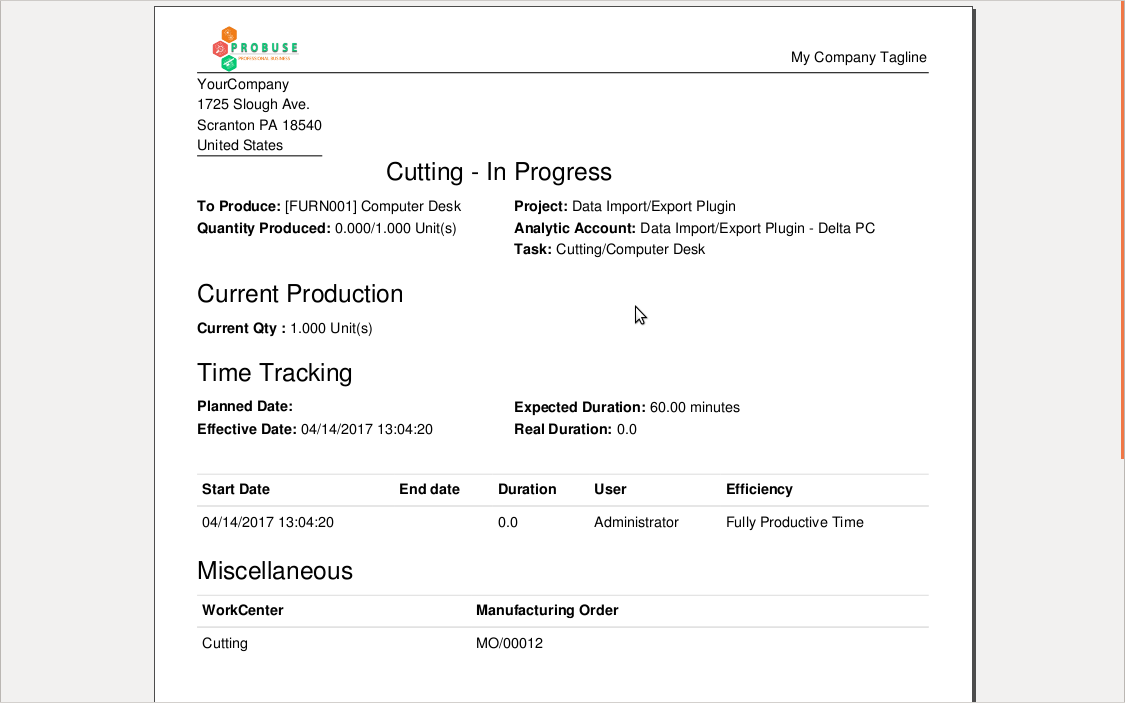 PROBUSE
PROFESSIONAL BUSINESS
My Company Tagline
YourCompany
1725 Slough Ave.
Scranton PA 18540
United States
Cutting - In Progress
To Produce: [FURN001] Computer Desk Project: Data Import/Export Plugin
Quantity Produced: 0.000/1.000 Unit(s) Analytic Account: Data Import/Export Plugin - Delta PC
Task: Cutting/Computer Desk
Current Production
Current Qty : 1.000 Unit(s)
Time Tracking
Planned Date: Expected Duration: 60.00 minutes
Effective Date: 04/14/2017 13:04:20 Real Duration: 0.0
Start Date End date Duration User Efficiency
04/14/2017 13:04:20 0.0 Administrator Fully Productive Time
Miscellaneous
WorkCenter Manufacturing Order
Cutting MO/00012